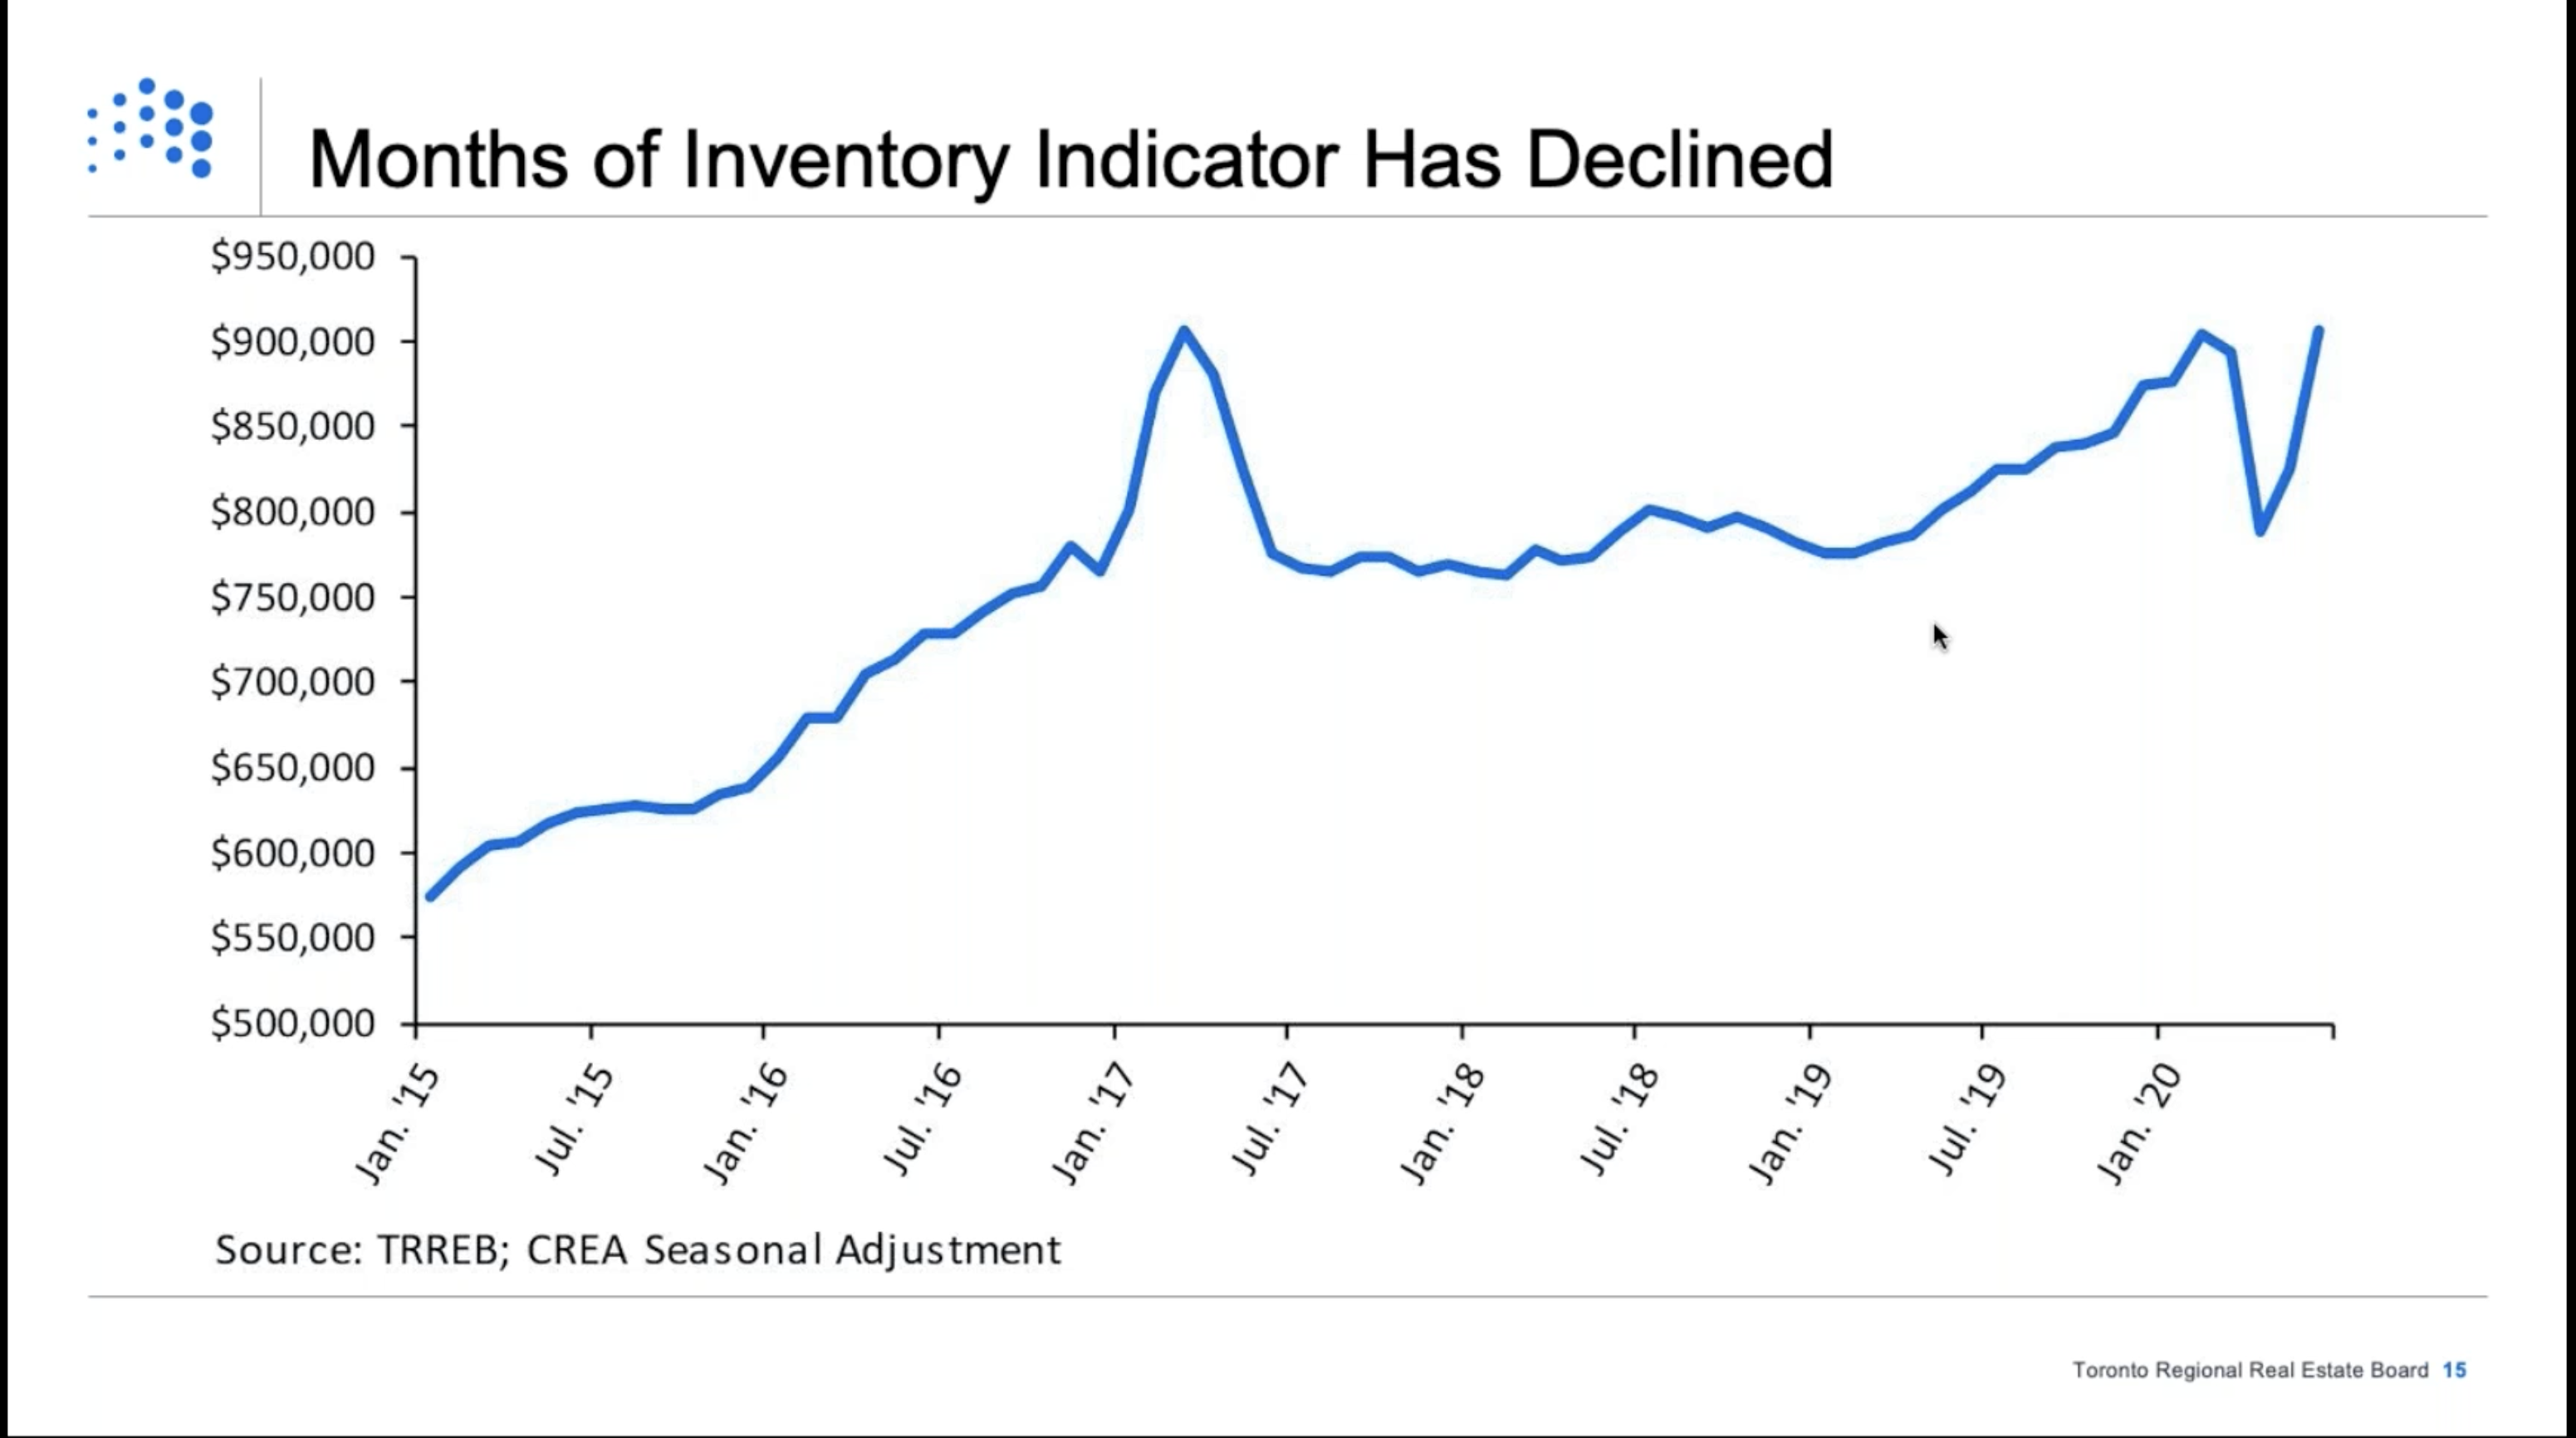 Months of Inventory Indicator Has Declined
$950,000
$900,000
$850,000
$800,000
$750,000
$700,000
$650,000
$600,000
$550,000
$500,000
Jan. '15
Jul. '15
Jan. '16
Jul. '16
Jan. '17
Jul. '17
Jan. '18
Jul. '18
Jan. '19
Jul. '19
Jan. '20
Source: TRREB; CREA Seasonal Adjustment
Toronto Regional Real Estate Board 15